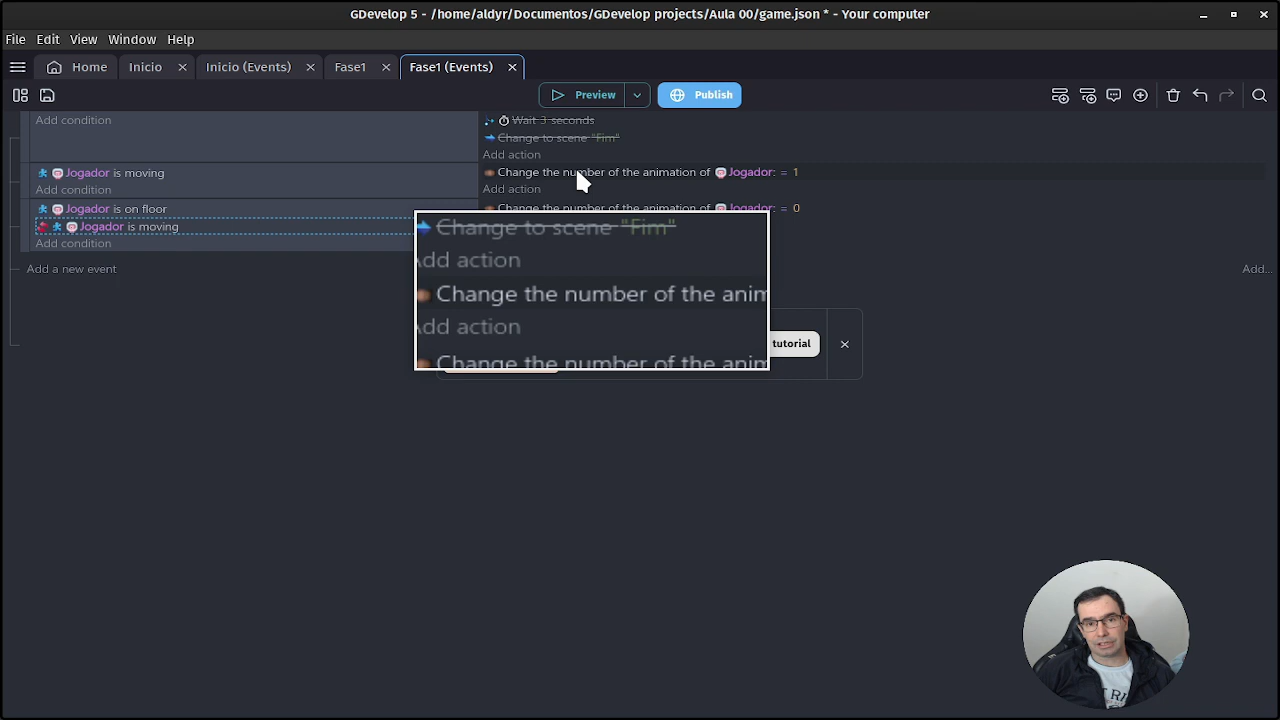 GDevelop 5 - /home/aldyr/Documentos/GDevelop projects/Aula 00/game.json * - Your computer
File Edit View Window Help
Home Inicio Inicio (Events) Fase1 Fase1 (Events)
Preview Publish
Add condition
Wait 3 seconds
Change to scene "Fim"
Add action
Jogador is moving
Change the number of the animation of Jogador: = 1
Add condition
Add action
Jogador is on floor
Change the number of the animation of Jogador: = 0
Jogador is moving
Add condition
Add a new event
Add...
Change to scene "Fim"
Add action
Change the number of the anim
Add action
Change the number of the anim
tutorial